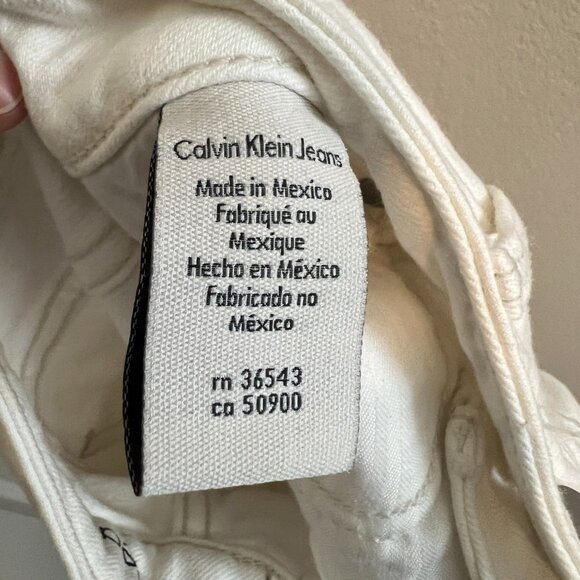 Calvin Klein Jeans
Made in Mexico
Fabriqué au
Mexique
Hecho en México
Fabricado no
México
rn 36543
ca 50900